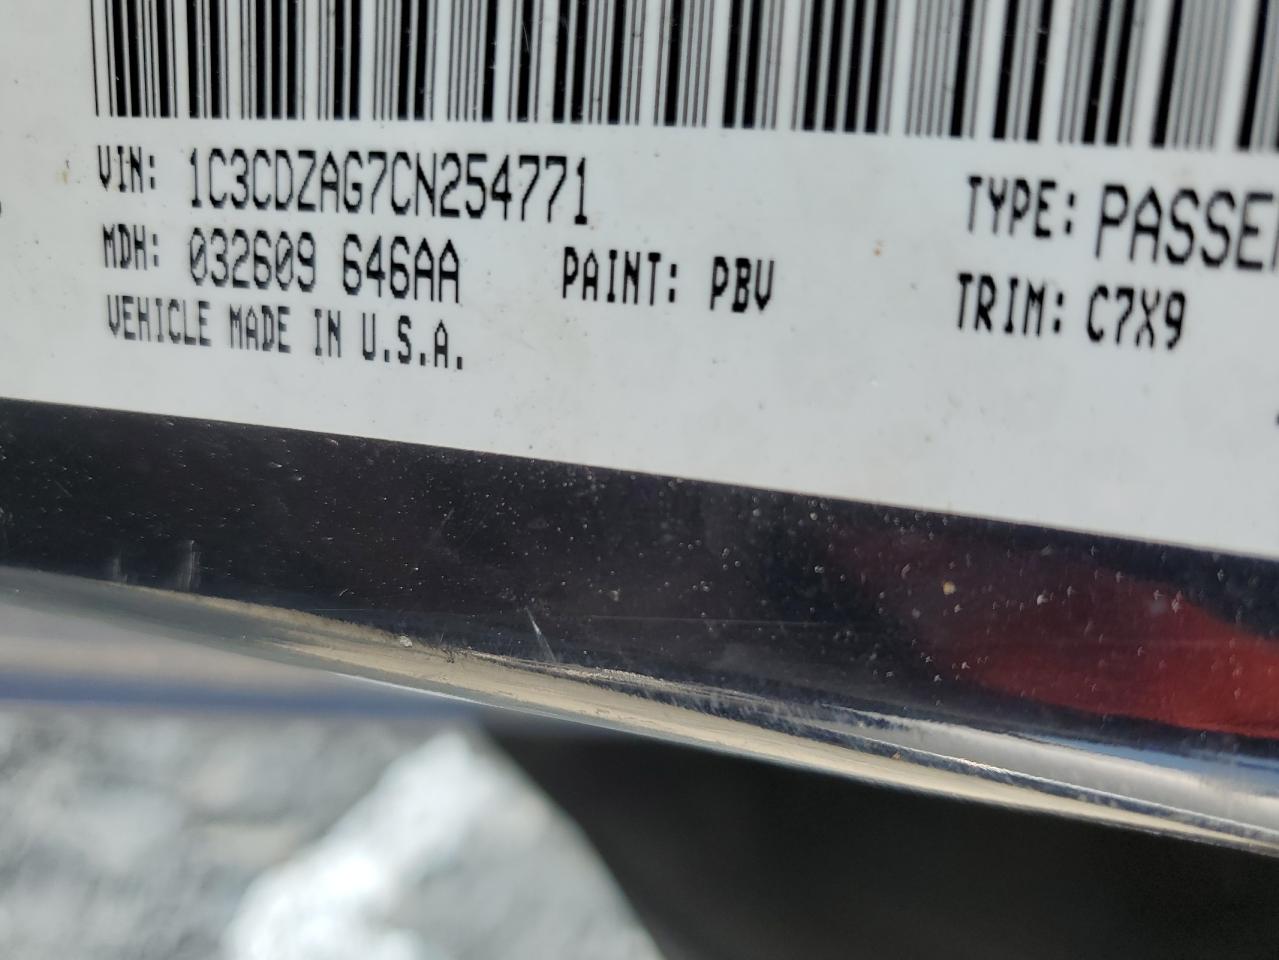 VIN: 1C3CDZAG7CN254771
TYPE: PASSE
MDH: 032609 646AA PAINT: PBV
TRIM: C7X9
VEHICLE MADE IN U.S.A.